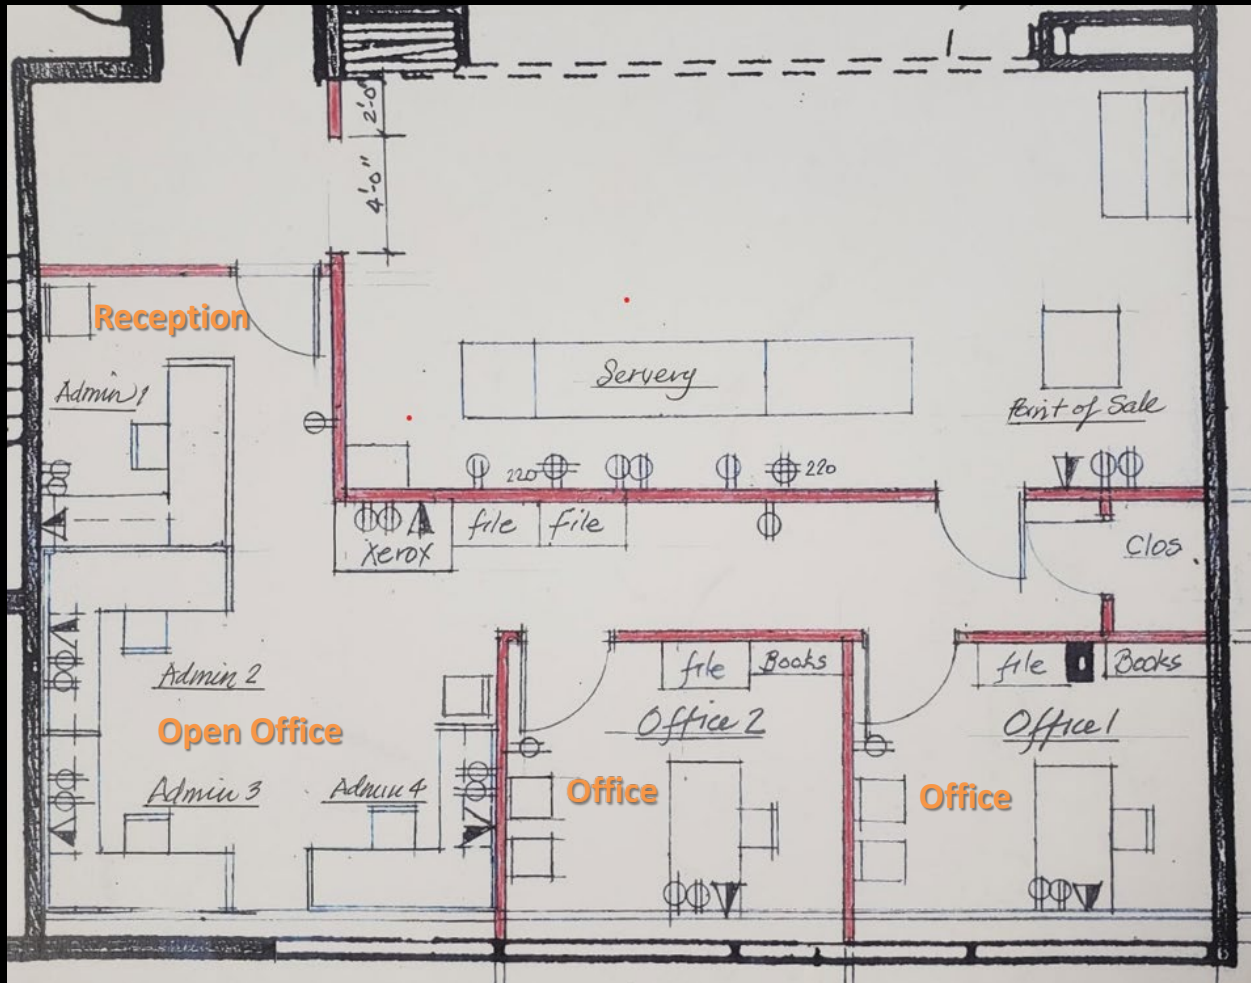 2'-0"
4'-0"
Reception
Admin 1
Servery
Point of Sale
220
220
Xerox
file
File
Clos.
Admin 2
file
Books
file
Books
Office 2
Office 1
Open Office
Admin 3
Admin 4
Office
Office